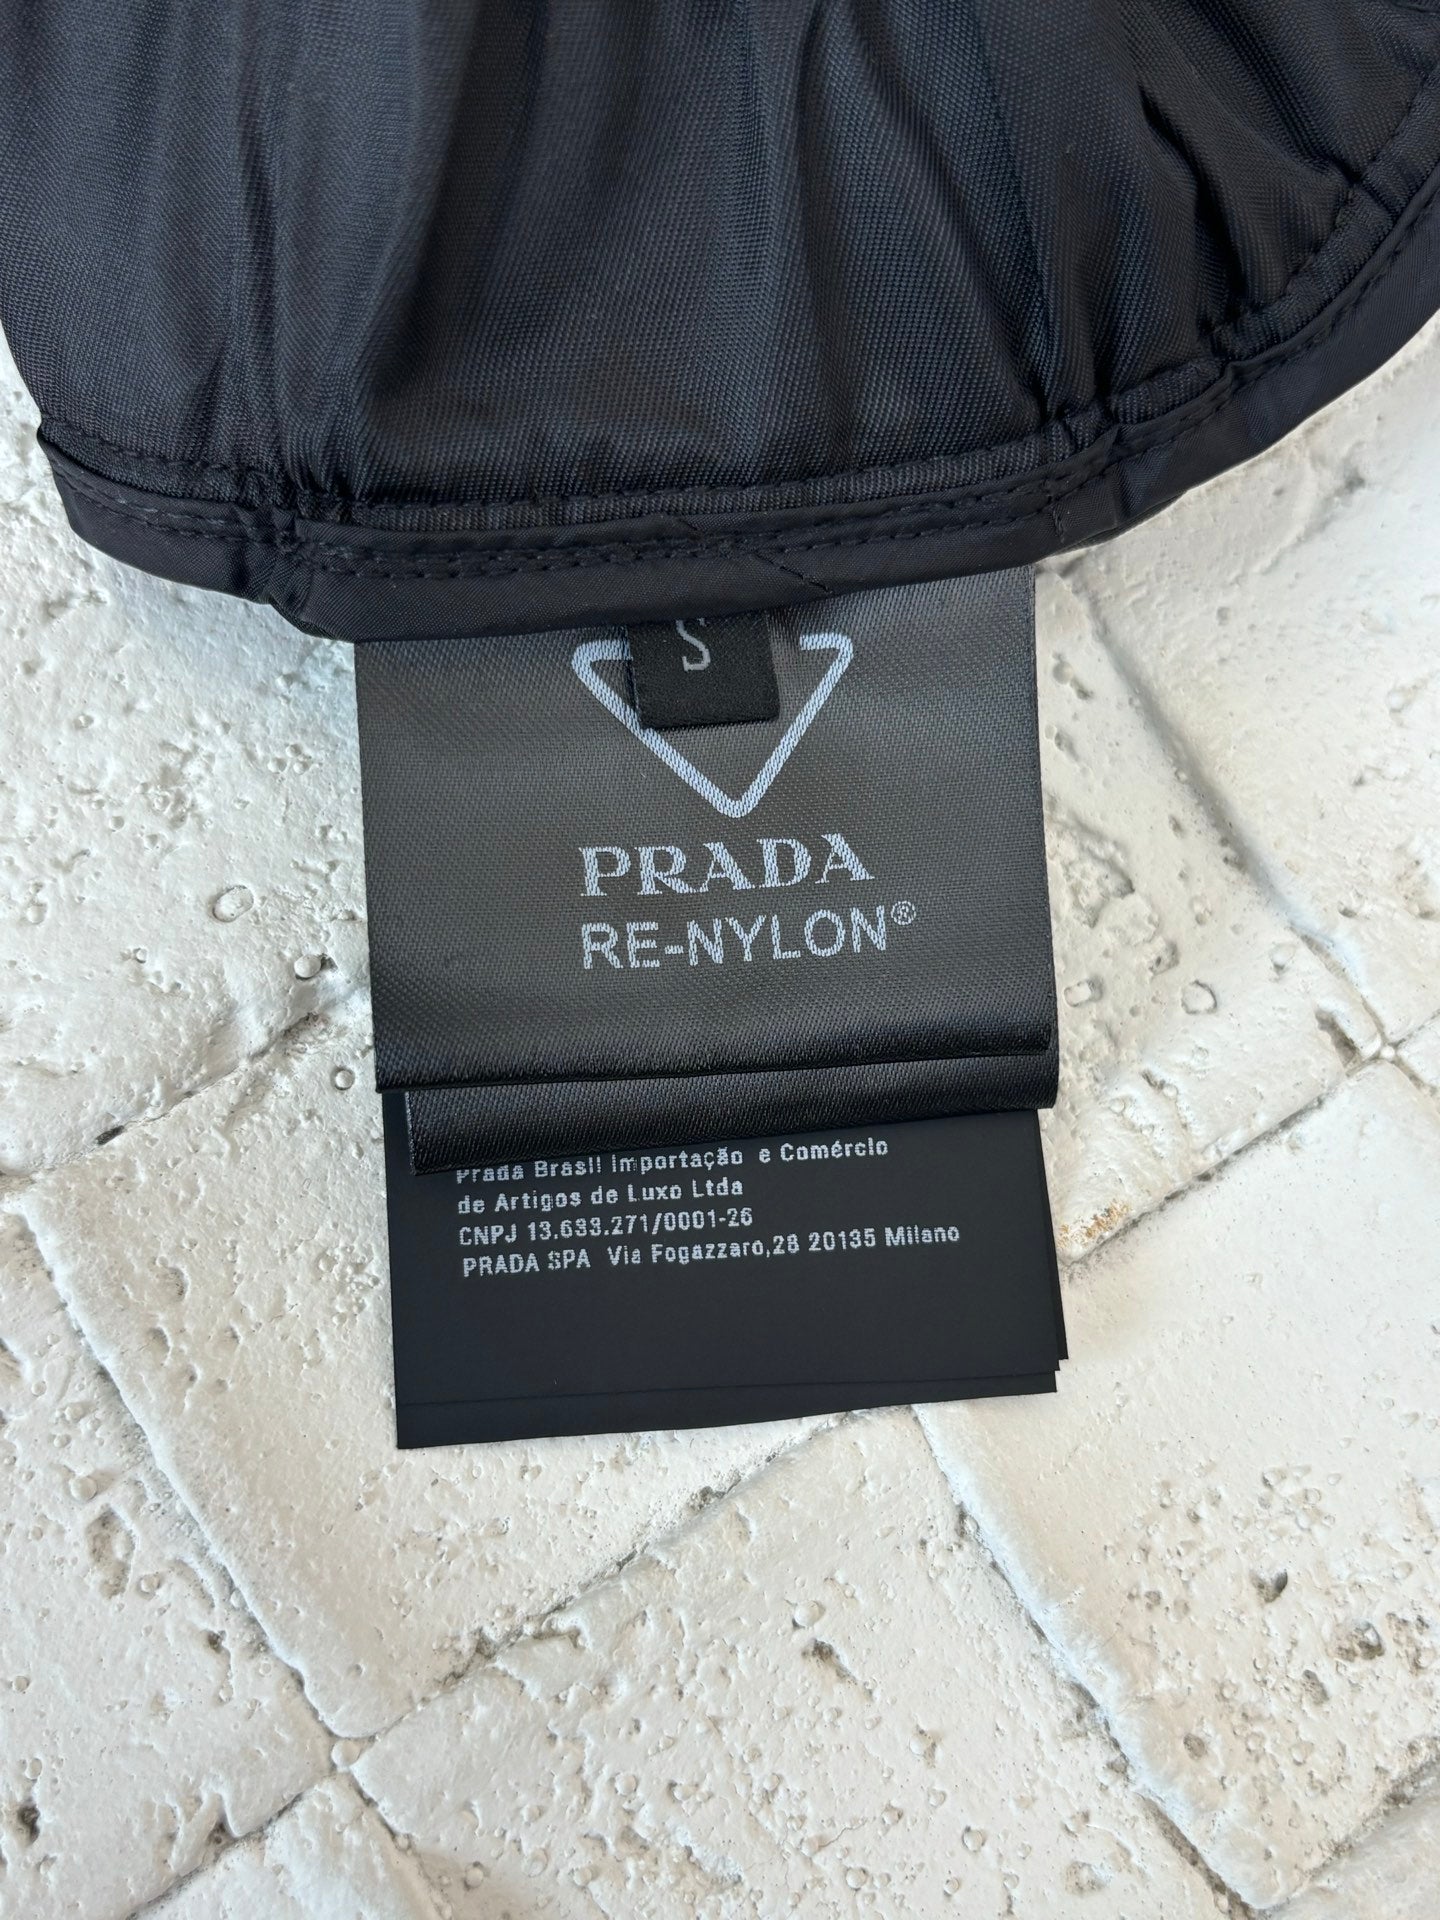 S
PRADA
RE-NYLON®
Prada Brasil Importação e Comércio
de Artigos de Luxo Ltda
CNPJ 13.633.271/0001-26
PRADA SPA Via Fogazzaro,28 20135 Milano